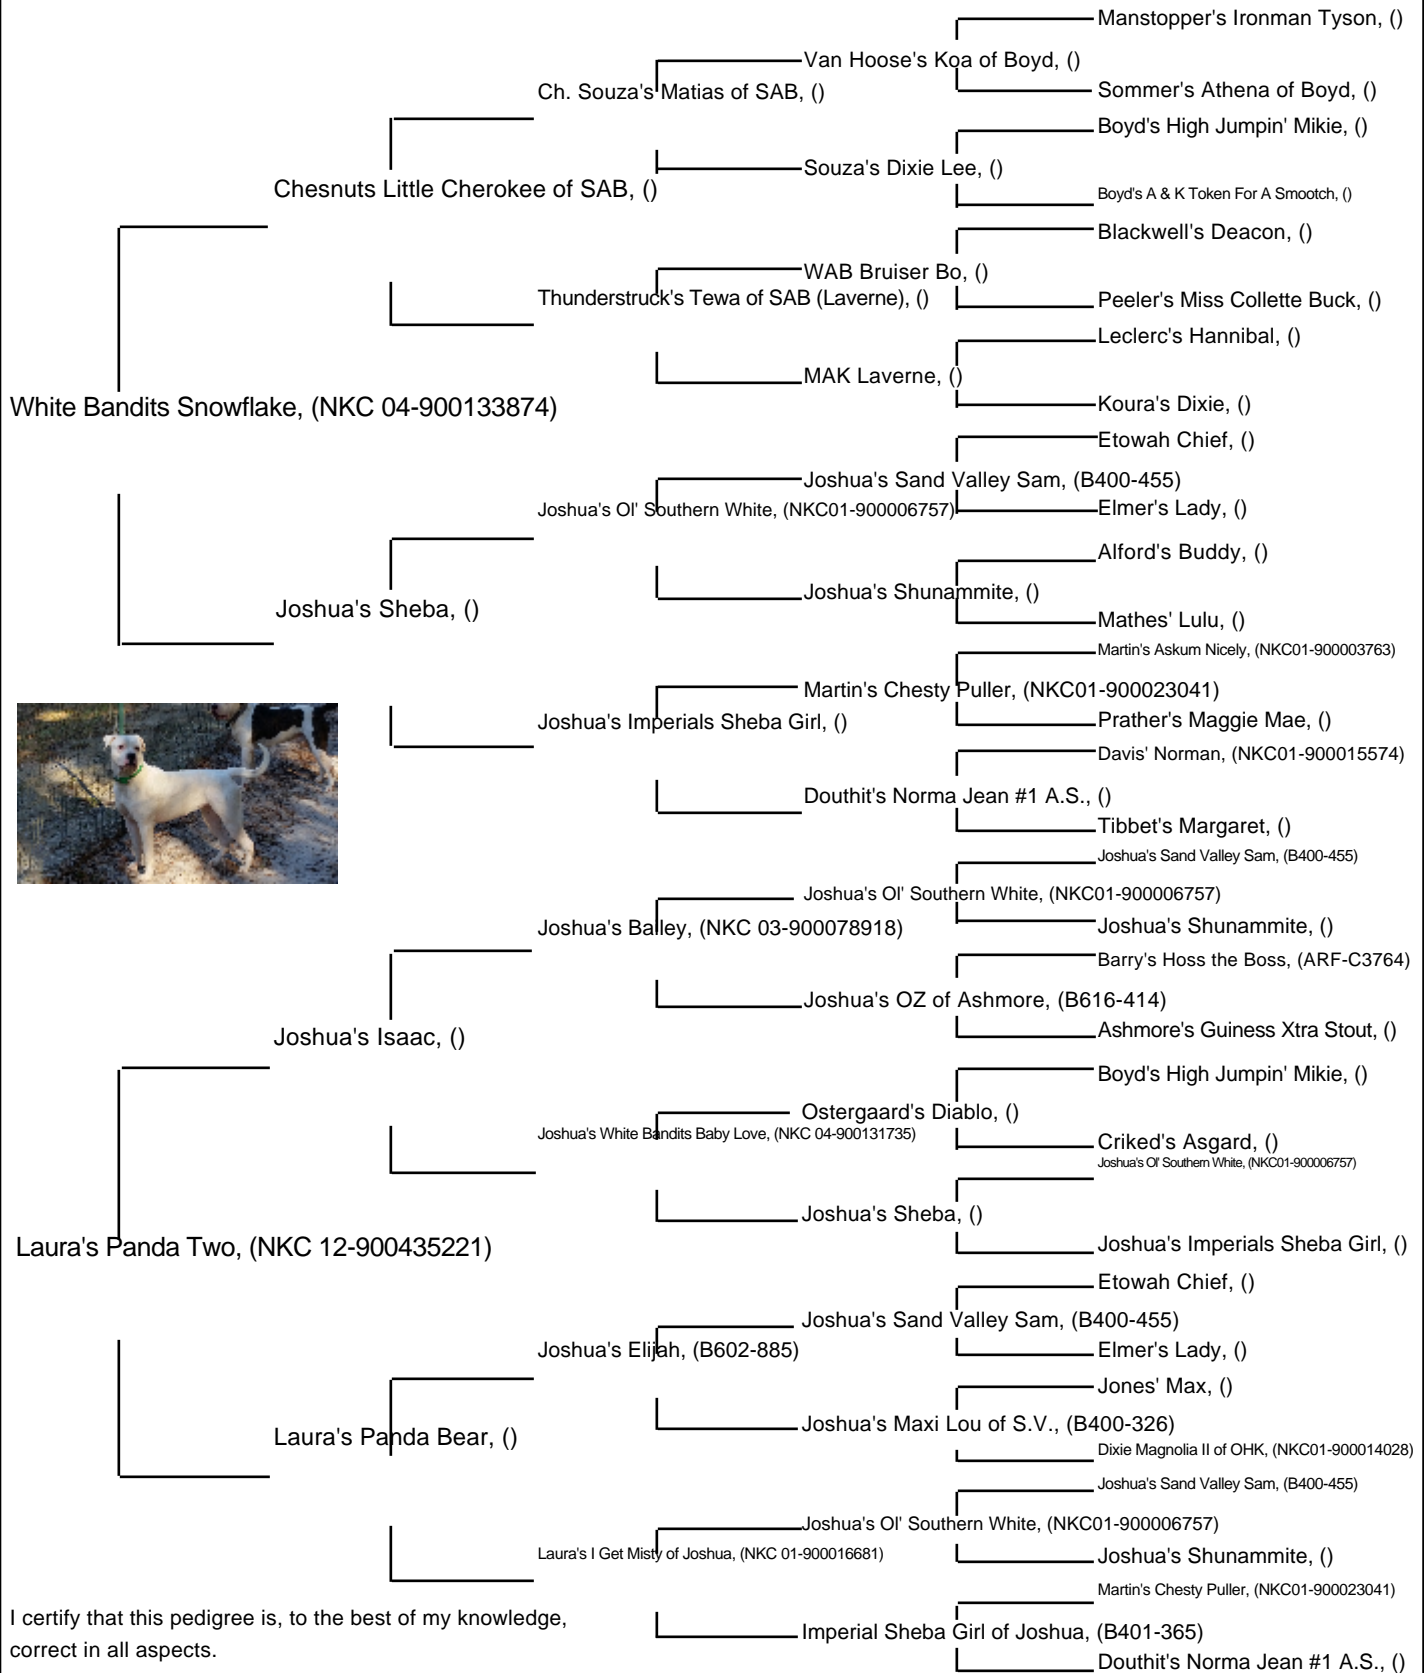 Manstopper's Ironman Tyson, ()
Van Hoose's Koa of Boyd, ()
Ch. Souza's Matias of SAB, ()
Sommer's Athena of Boyd, ()
Boyd's High Jumpin' Mikie, ()
Souza's Dixie Lee, ()
Chesnuts Little Cherokee of SAB, ()
Boyd's A & K Token For A Smootch, ()
Blackwell's Deacon, ()
WAB Bruiser Bo, ()
Thunderstruck's Tewa of SAB (Laverne), ()
Peeler's Miss Collette Buck, ()
Leclerc's Hannibal, ()
MAK Laverne, ()
White Bandits Snowflake, (NKC 04-900133874)
Koura's Dixie, ()
Etowah Chief, ()
Joshua's Sand Valley Sam, (B400-455)
Joshua's Ol' Southern White, (NKC01-900006757)
Elmer's Lady, ()
Alford's Buddy, ()
Joshua's Shunammite, ()
Joshua's Sheba, ()
Mathes' Lulu, ()
Martin's Askum Nicely, (NKC01-900003763)
Martin's Chesty Puller, (NKC01-900023041)
Joshua's Imperials Sheba Girl, ()
Prather's Maggie Mae, ()
Davis' Norman, (NKC01-900015574)
Douthit's Norma Jean #1 A.S., ()
Tibbet's Margaret, ()
Joshua's Sand Valley Sam, (B400-455)
Joshua's Ol' Southern White, (NKC01-900006757)
Joshua's Bailey, (NKC 03-900078918)
Joshua's Shunammite, ()
Barry's Hoss the Boss, (ARF-C3764)
Joshua's OZ of Ashmore, (B616-414)
Joshua's Isaac, ()
Ashmore's Guiness Xtra Stout, ()
Boyd's High Jumpin' Mikie, ()
Ostergaard's Diablo, ()
Joshua's White Bandits Baby Love, (NKC 04-900131735)
Criked's Asgard, ()
Joshua's Ol' Southern White, (NKC01-900006757)
Joshua's Sheba, ()
Laura's Panda Two, (NKC 12-900435221)
Joshua's Imperials Sheba Girl, ()
Etowah Chief, ()
Joshua's Sand Valley Sam, (B400-455)
Joshua's Elijah, (B602-885)
Elmer's Lady, ()
Jones' Max, ()
Joshua's Maxi Lou of S.V., (B400-326)
Laura's Panda Bear, ()
Dixie Magnolia II of OHK, (NKC01-900014028)
Joshua's Sand Valley Sam, (B400-455)
Joshua's Ol' Southern White, (NKC01-900006757)
Laura's I Get Misty of Joshua, (NKC 01-900016681)
Joshua's Shunammite, ()
Martin's Chesty Puller, (NKC01-900023041)
I certify that this pedigree is, to the best of my knowledge,
Imperial Sheba Girl of Joshua, (B401-365)
correct in all aspects.
Douthit's Norma Jean #1 A.S., ()